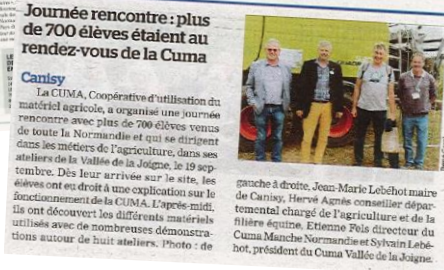 Journée rencontre : plus
de 700 élèves étaient au
rendez-vous de la Cuma
Canisy
La CUMA, Coopérative d'utilisation du
matériel agricole, a organisé une journée
rencontre avec plus de 700 élèves venus
de toute la Normandie et qui se dirigent
dans les métiers de l'agriculture, dans ses
ateliers de la Vallée de la Joigne, le 19 sep-
tembre. Dès leur arrivée sur le site, les
élèves ont eu droit à une explication sur le
fonctionnement de la CUMA. L'après-midi,
ils ont découvert les différents matériels
utilisés avec de nombreuses démonstra-
tions autour de huit ateliers. Photo : de
gauche à droite, Jean-Marie Lebéhot maire
de Canisy, Hervé Agnès conseiller dépar-
temental chargé de l'agriculture et de la
filière équine, Etienne Fels directeur du
Cuma Manche Normandie et Sylvain Lebé-
hot, président du Cuma Vallée de la Joigne.